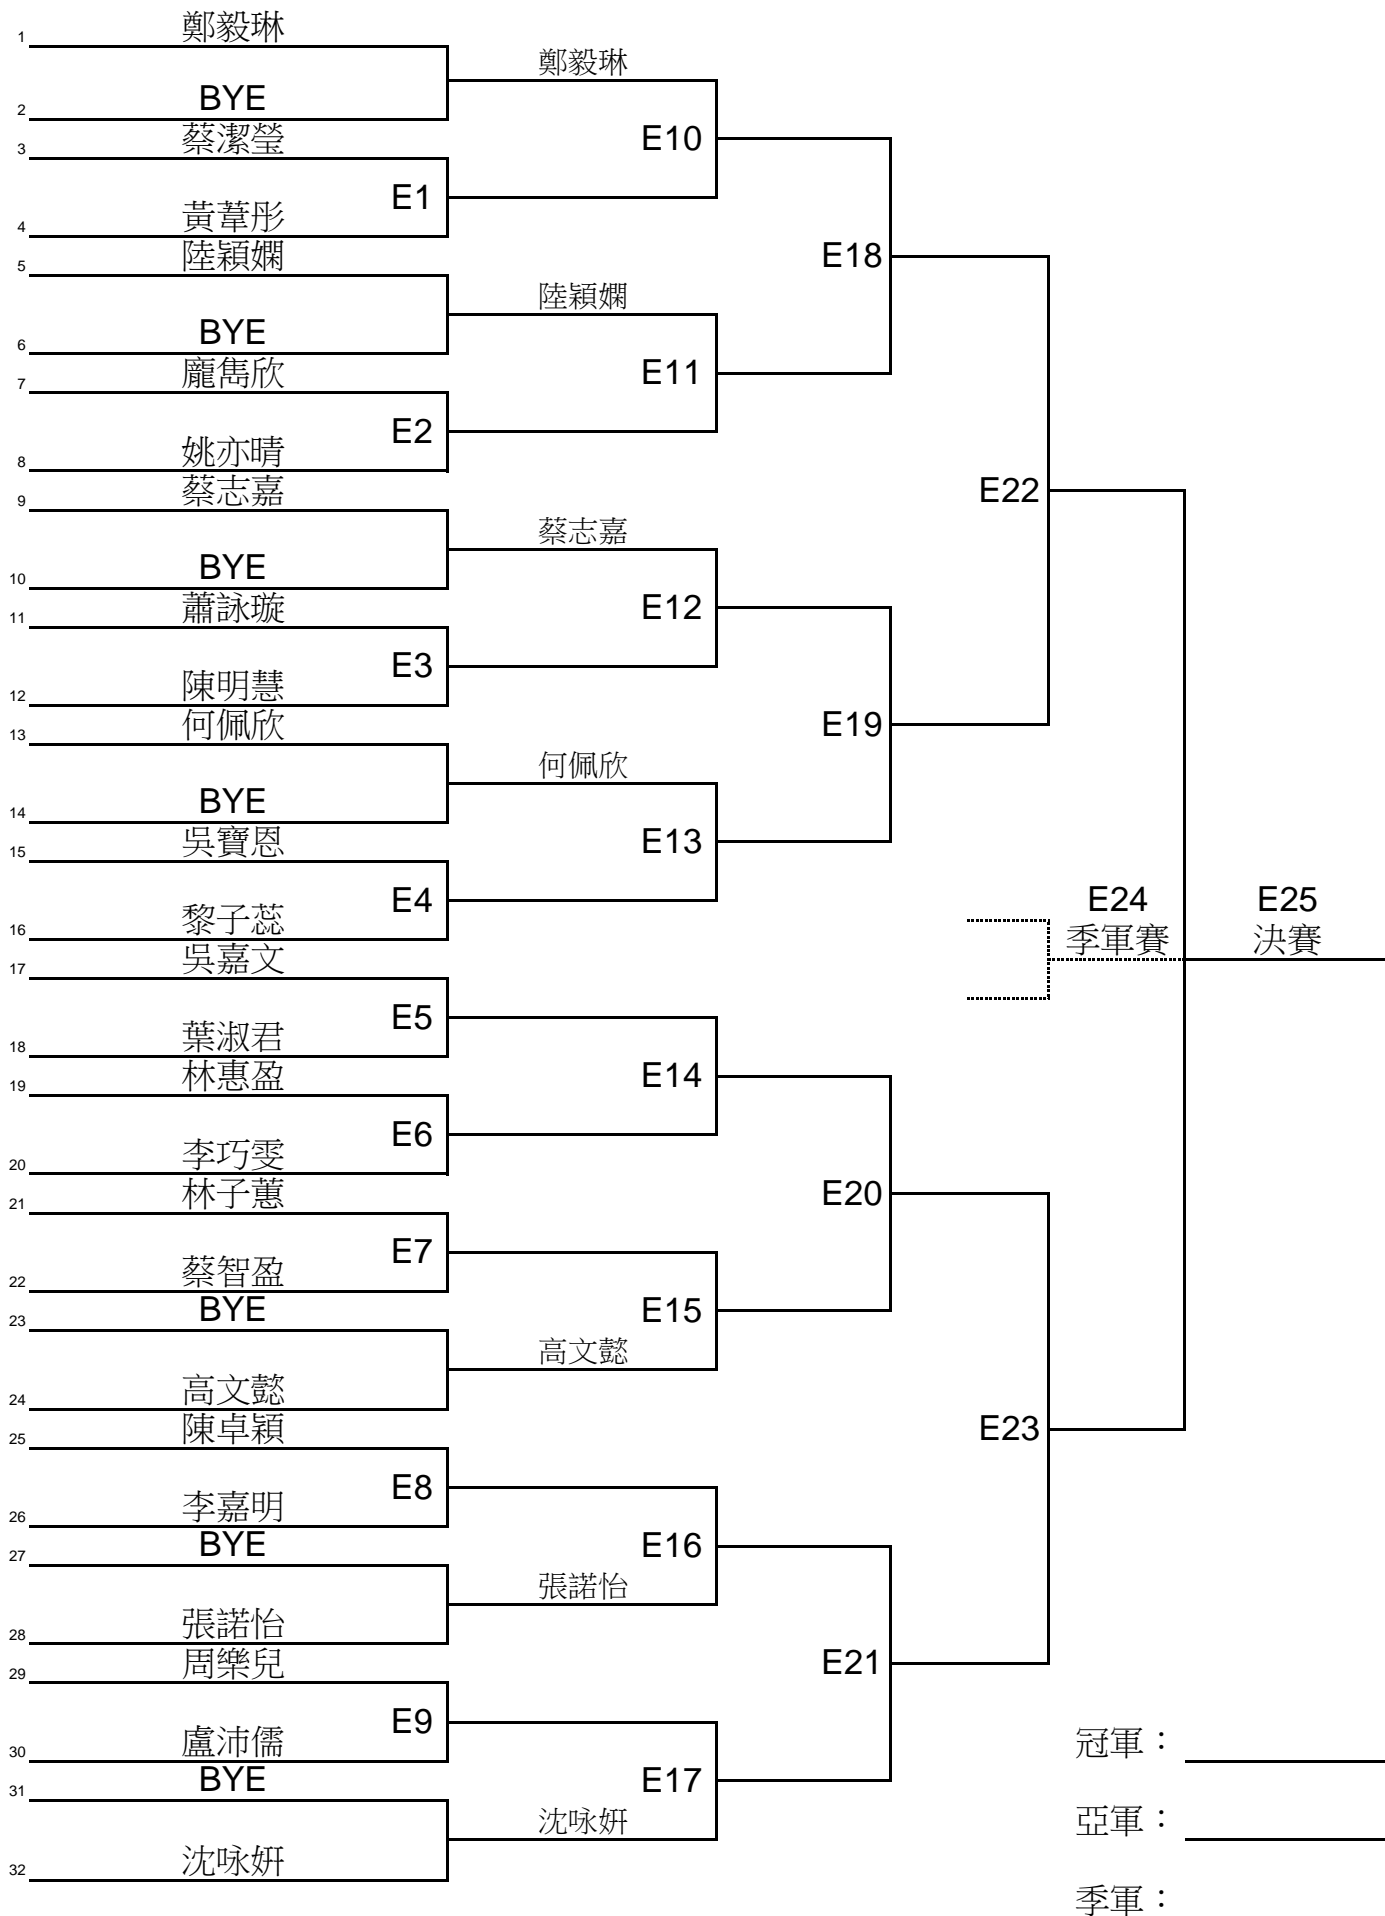 1 鄭毅琳
鄭毅琳
2 BYE
E10
3 蔡潔瑩
E1
4 黃葦彤
E18
5 陸穎嫻
陸穎嫻
6 BYE
E11
7 龐雋欣
E2
8 姚亦晴
E22
9 蔡志嘉
蔡志嘉
10 BYE
E12
11 蕭詠璇
E3
12 陳明慧
E19
13 何佩欣
何佩欣
14 BYE
E13
15 吳寶恩
E4
16 黎子蕊
E24 E25
季軍賽 決賽
17 吳嘉文
E5
18 葉淑君
E14
19 林惠盈
E6
20 李巧雯
E20
21 林子蕙
E7
22 蔡智盈
E15
23 BYE
高文懿
24 高文懿
E23
25 陳卓穎
E8
26 李嘉明
E16
27 BYE
張諾怡
28 張諾怡
E21
29 周樂兒
E9
30 盧沛儒
E17
31 BYE
沈咏妍
32 沈咏妍
冠軍：
亞軍：
季軍：